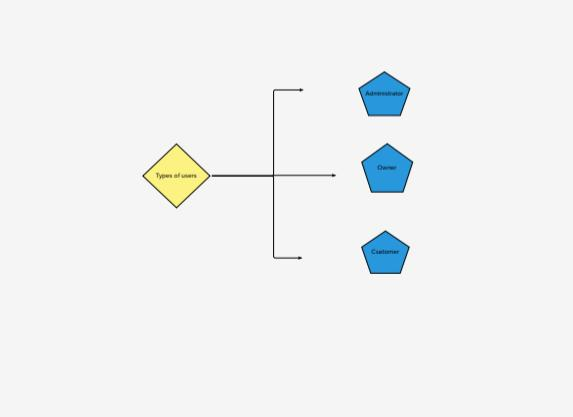 Administrator
Types of users
Owner
Customer